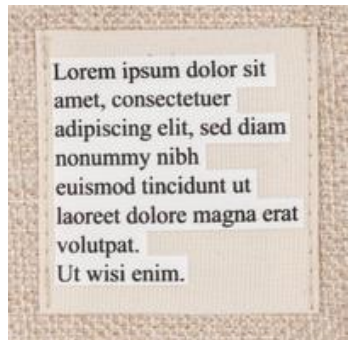 Lorem ipsum dolor sit
amet, consectetuer
adipiscing elit, sed diam
nonummy nibh
euismod tincidunt ut
laoreet dolore magna erat
volutpat.
Ut wisi enim.